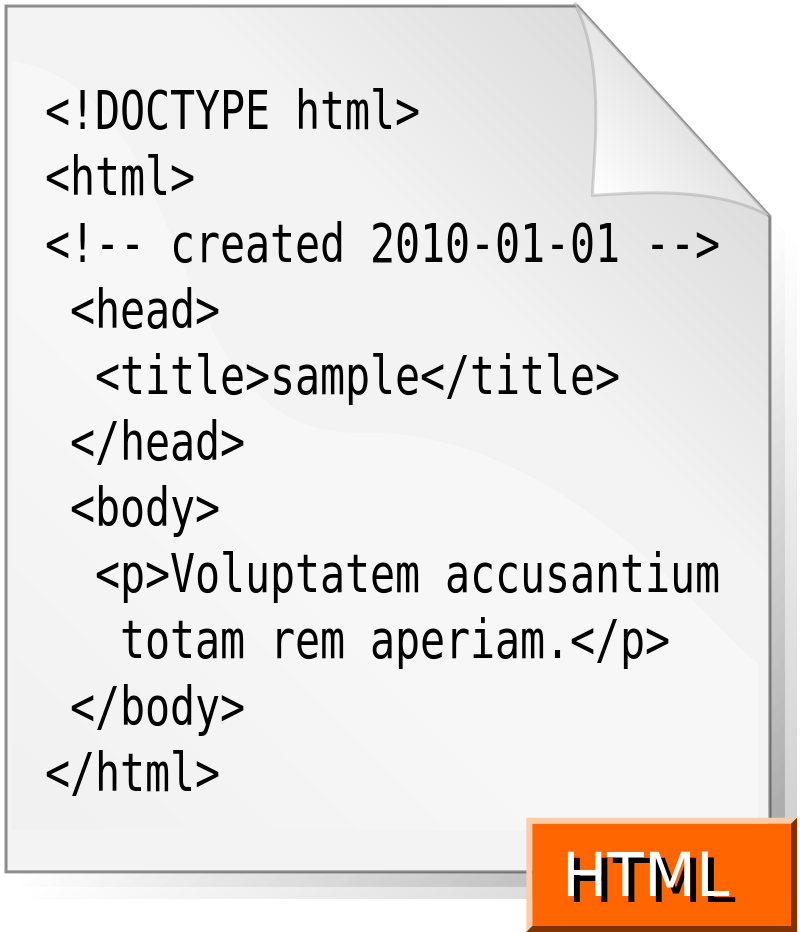 <!DOCTYPE html>
<html>
<!-- created 2010-01-01 -->
 <head>
  <title>sample</title>
 </head>
 <body>
  <p>Voluptatem accusantium
   totam rem aperiam.</p>
 </body>
</html>
HTML